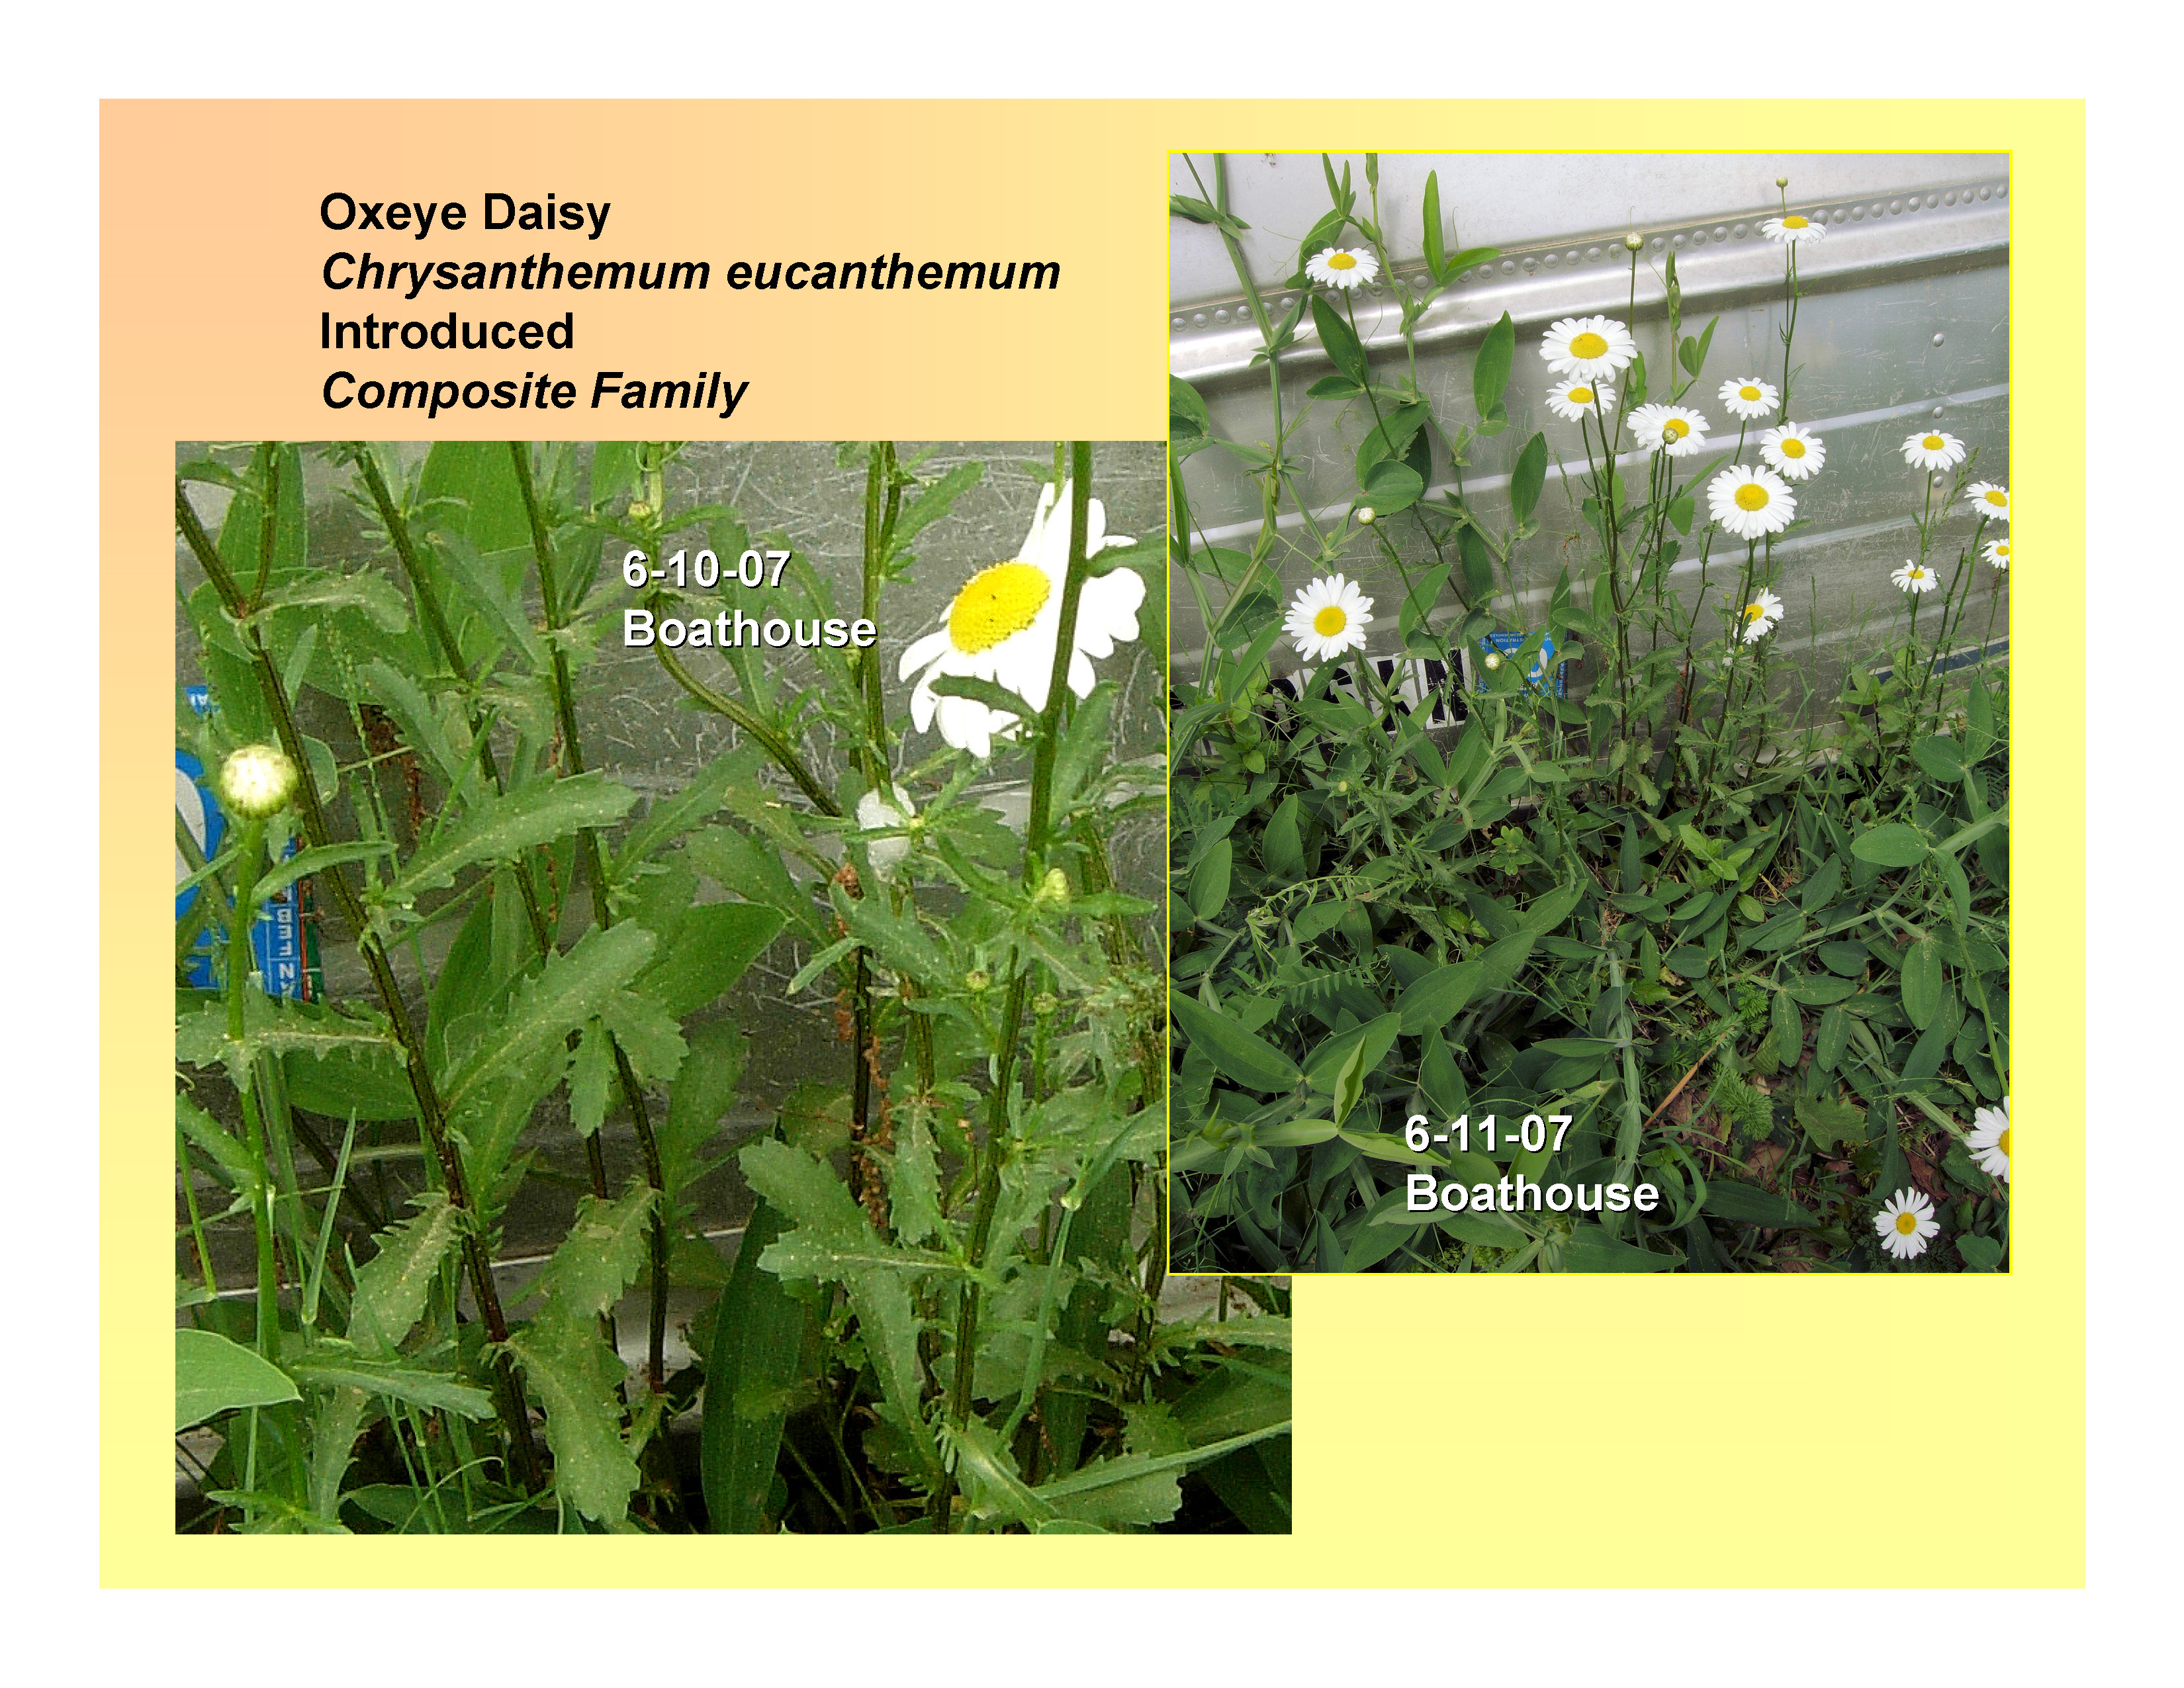 Oxeye Daisy
Chrysanthemum eucanthemum
Introduced
Composite Family
6-10-07
Boathouse
6-11-07
Boathouse